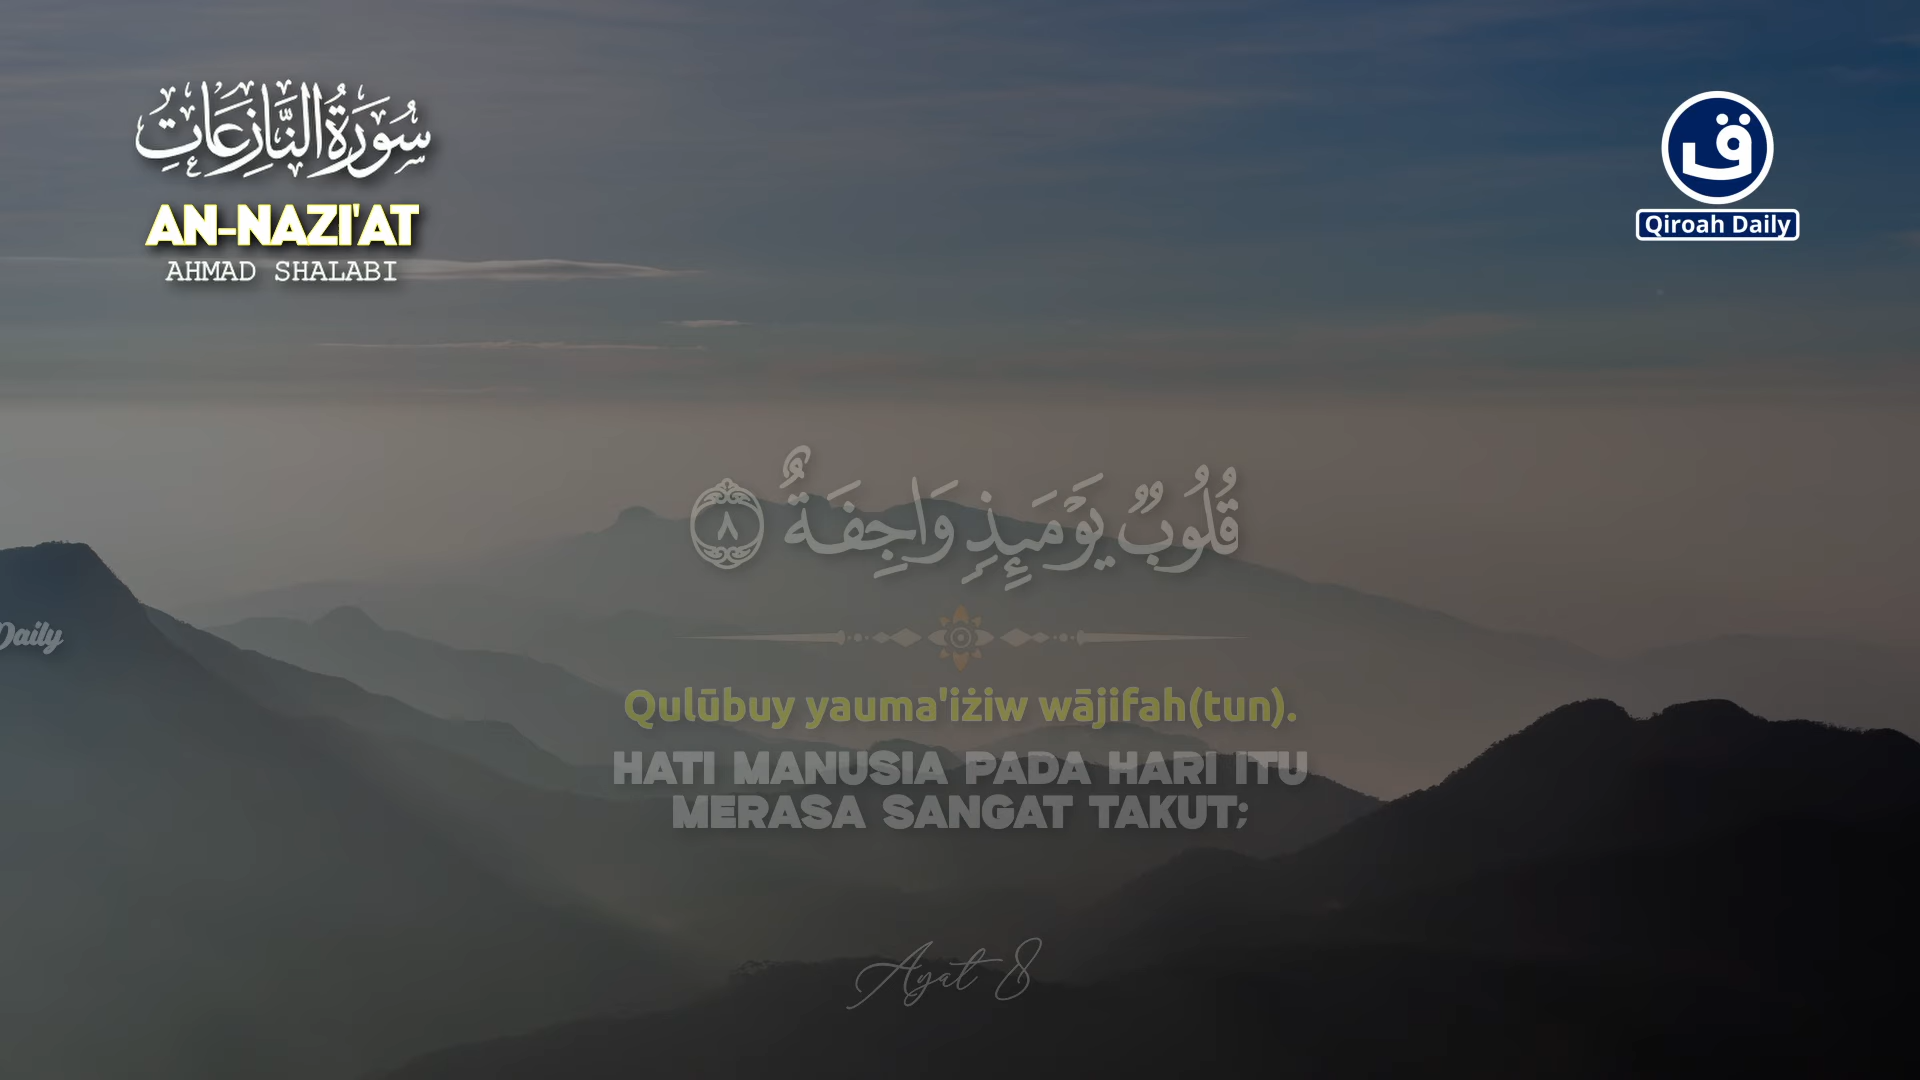 سُورَةُ النَّازِعَاتِ
AN-NAZI'AT
AHMAD SHALABI
Qiroah Daily
قُلُوبٌ يَوْمَئِذٍ وَاجِفَةٌ ٨
Daily
Qulūbuy yauma'iżiw wājifah(tun).
HATI MANUSIA PADA HARI ITU
MERASA SANGAT TAKUT;
Ayat 8